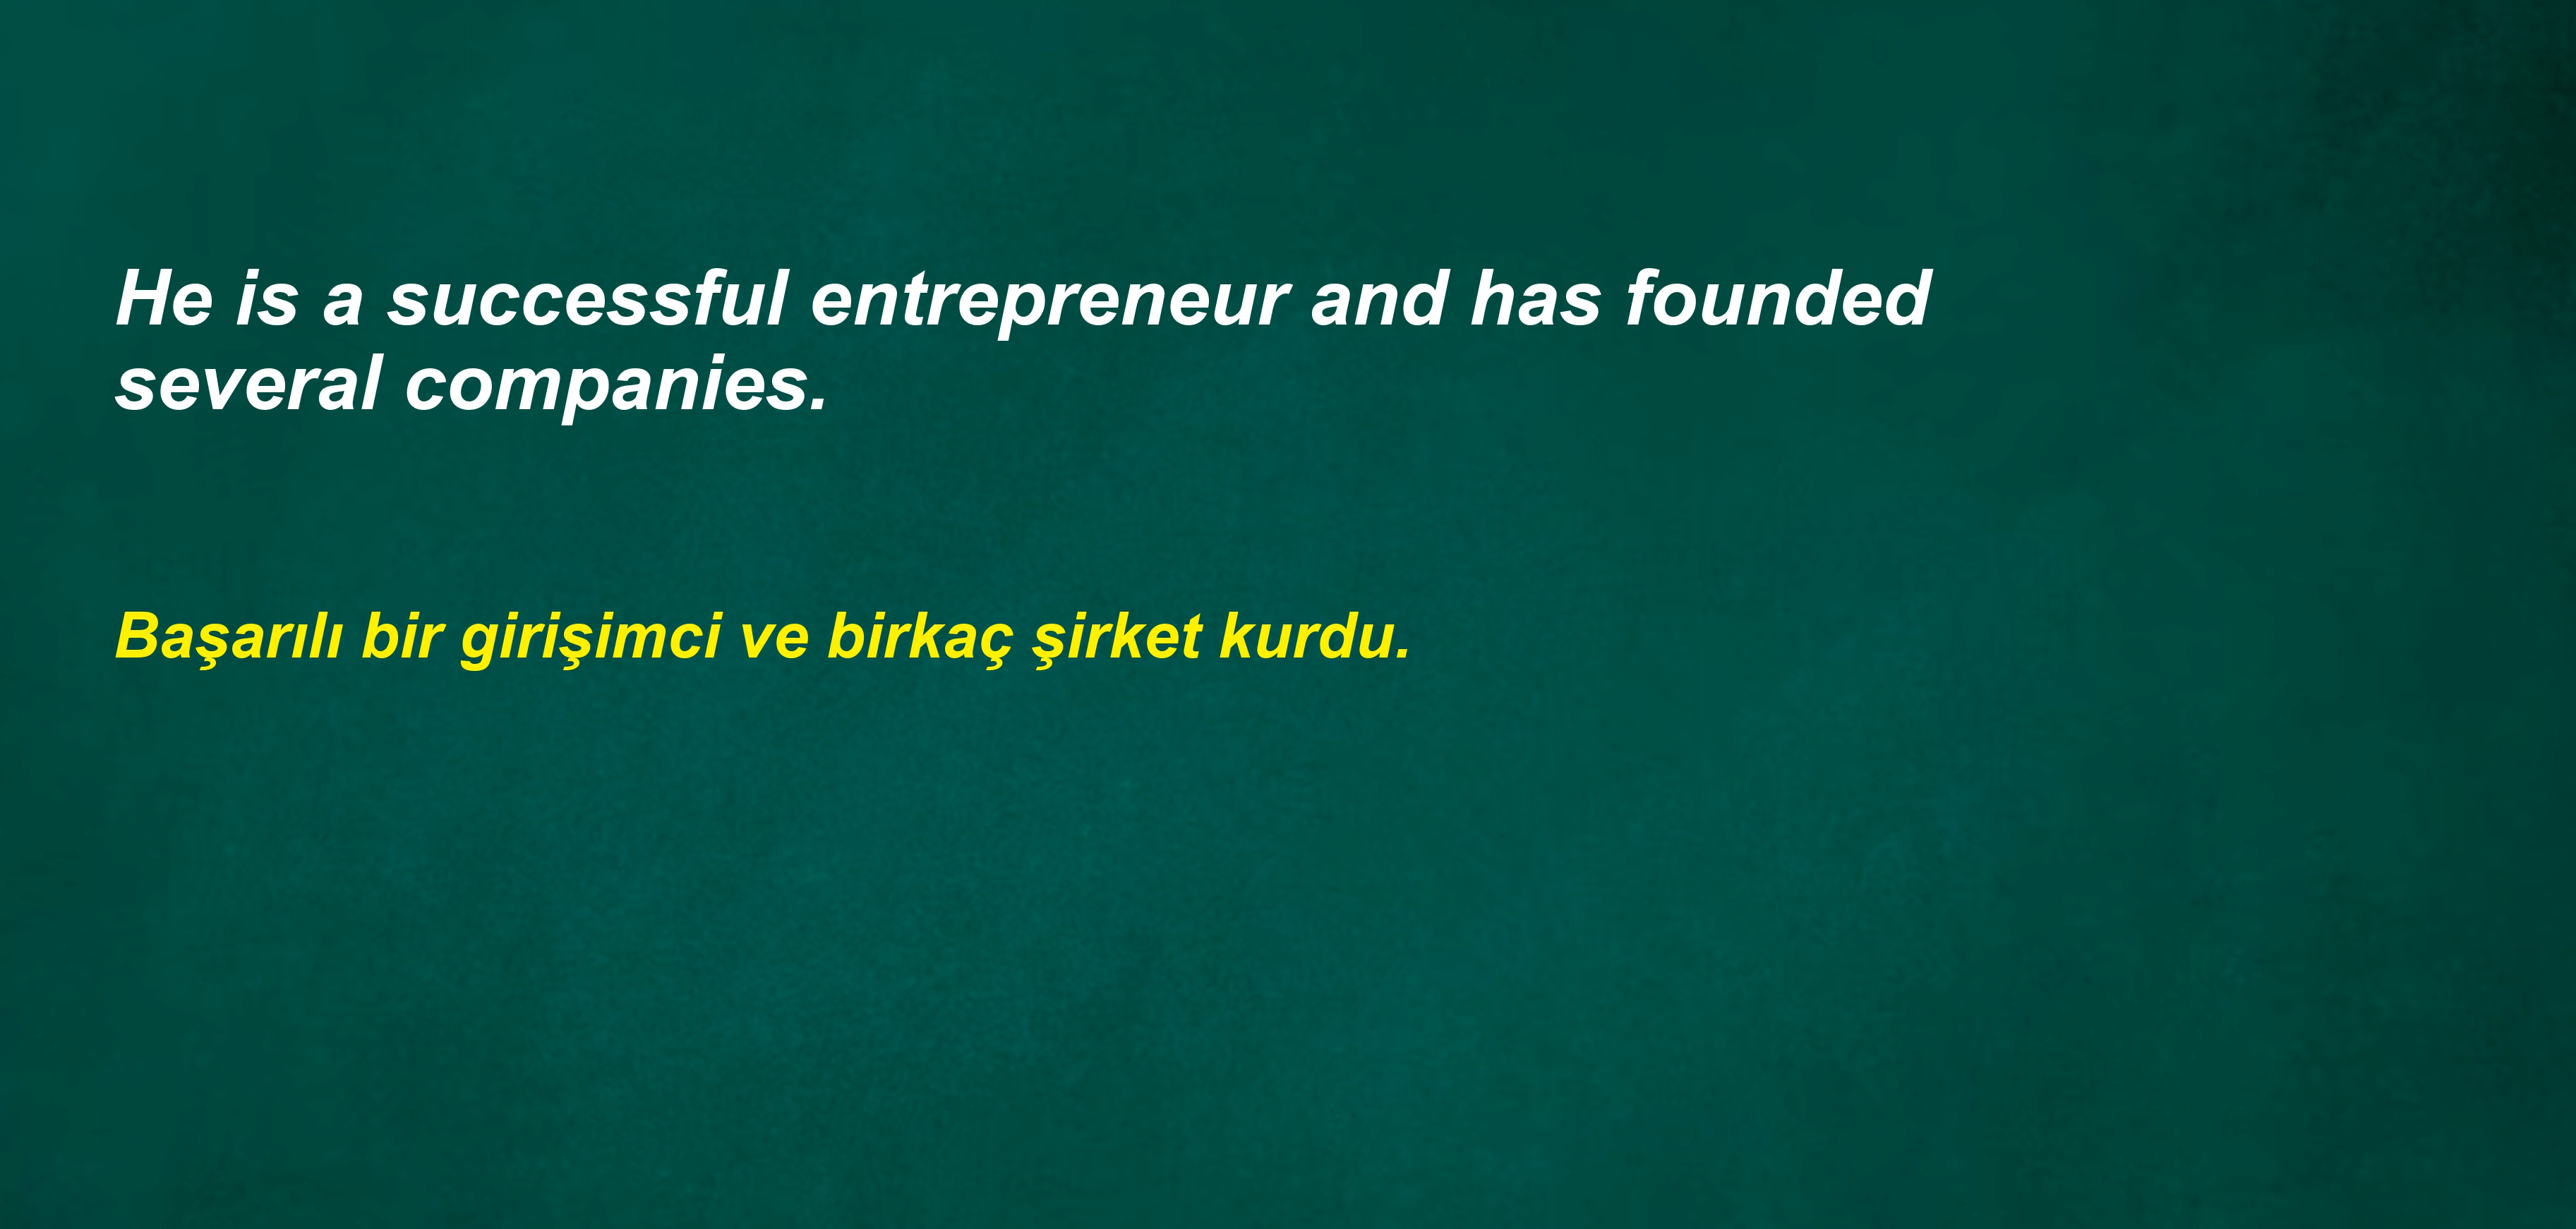 He is a successful entrepreneur and has founded
several companies.
Başarılı bir girişimci ve birkaç şirket kurdu.